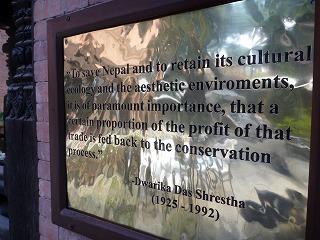 "To save Nepal and to retain its cultural
ecology and the aesthetic enviroments,
it is of paramount importance, that a
certain proportion of the profit of that
trade is fed back to the conservation
process."
-Dwarika Das Shrestha
(1925 - 1992)